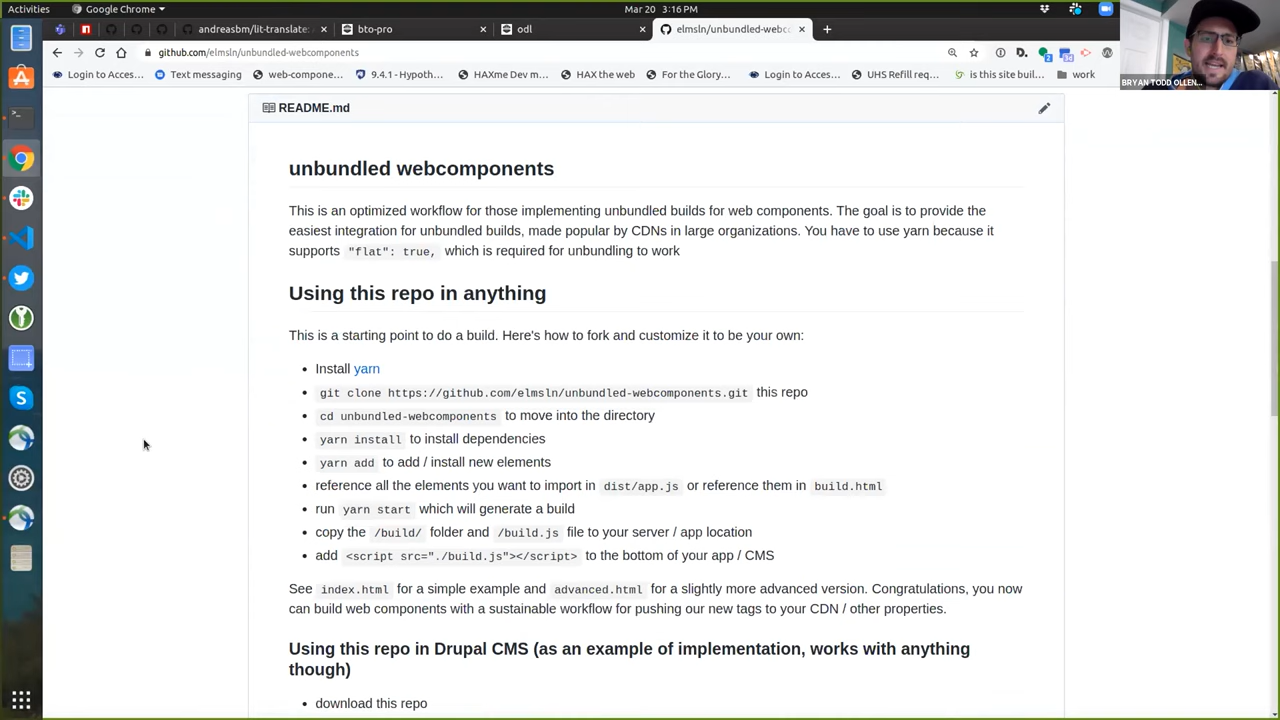 Activities
Google Chrome
Mar 20 3:16 PM
andreasbm/lit-translate:
bto-pro
odl
elmsln/unbundled-webc
github.com/elmsln/unbundled-webcomponents
Login to Acces...
Text messaging
web-compone...
9.4.1 - Hypoth...
HAXme Dev m...
HAX the web
For the Glory...
Login to Acces...
UHS Refill req...
is this site buil...
work
BRYAN TODD OLLEN...
README.md
unbundled webcomponents
This is an optimized workflow for those implementing unbundled builds for web components. The goal is to provide the
easiest integration for unbundled builds, made popular by CDNs in large organizations. You have to use yarn because it
supports "flat": true, which is required for unbundling to work
Using this repo in anything
This is a starting point to do a build. Here's how to fork and customize it to be your own:
• Install yarn
• git clone https://github.com/elmsln/unbundled-webcomponents.git this repo
• cd unbundled-webcomponents to move into the directory
• yarn install to install dependencies
• yarn add to add / install new elements
• reference all the elements you want to import in dist/app.js or reference them in build.html
• run yarn start which will generate a build
• copy the /build/ folder and /build.js file to your server / app location
• add <script src="./build.js"></script> to the bottom of your app / CMS
See index.html for a simple example and advanced.html for a slightly more advanced version. Congratulations, you now
can build web components with a sustainable workflow for pushing our new tags to your CDN / other properties.
Using this repo in Drupal CMS (as an example of implementation, works with anything
though)
• download this repo